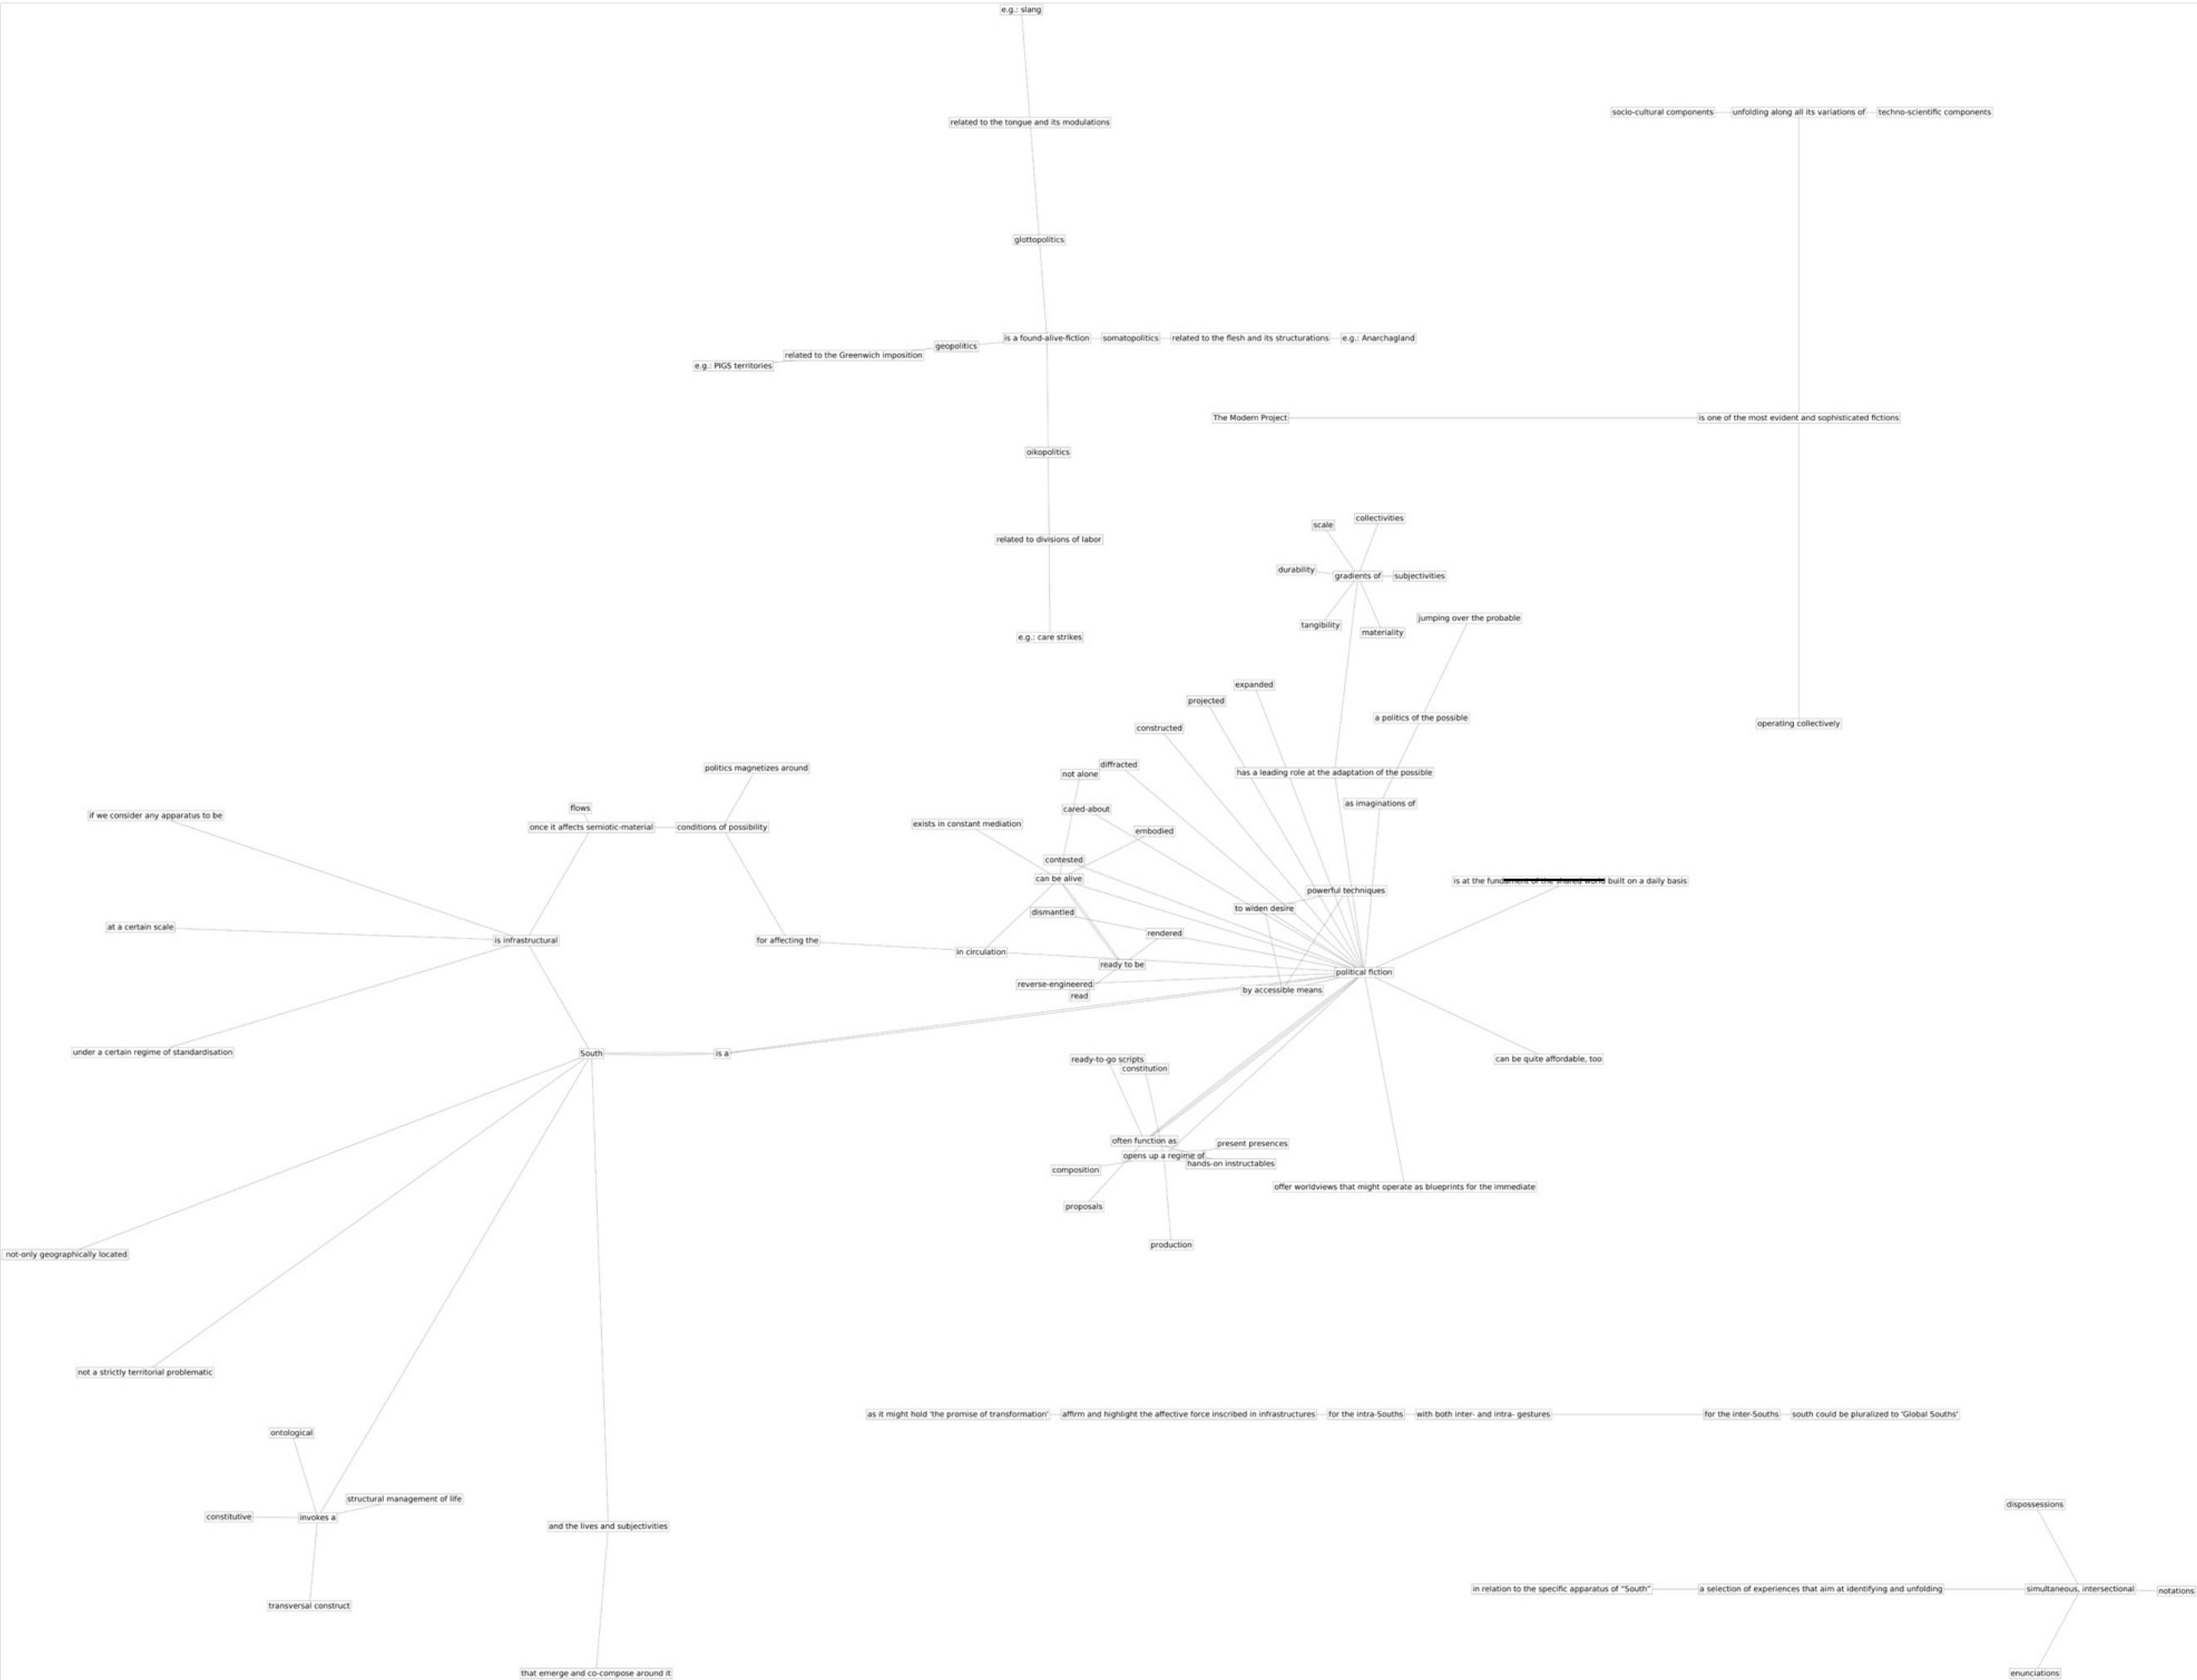 e.g.: slang
socio-cultural components
unfolding along all its variations of
techno-scientific components
related to the tongue and its modulations
glottopolitics
is a found-alive-fiction
somatopolitics
related to the flesh and its structurations
e.g.: Anarchagland
geopolitics
related to the Greenwich imposition
e.g.: PIGS territories
The Modern Project
is one of the most evident and sophisticated fictions
oikopolitics
related to divisions of labor
e.g.: care strikes
scale
collectivities
durability
gradients of
subjectivities
tangibility
materiality
jumping over the probable
expanded
projected
a politics of the possible
operating collectively
constructed
politics magnetizes around
diffracted
not alone
has a leading role at the adaptation of the possible
as imaginations of
flows
cared-about
if we consider any apparatus to be
once it affects semiotic-material
conditions of possibility
exists in constant mediation
embodied
contested
can be alive
is at the fundament of the shared world built on a daily basis
powerful techniques
to widen desire
dismantled
at a certain scale
rendered
is infrastructural
for affecting the
in circulation
ready to be
political fiction
reverse-engineered
read
by accessible means
under a certain regime of standardisation
South
is a
ready-to-go scripts
constitution
can be quite affordable, too
often function as
present presences
opens up a regime of
hands-on instructables
composition
offer worldviews that might operate as blueprints for the immediate
proposals
production
not-only geographically located
not a strictly territorial problematic
as it might hold 'the promise of transformation'
affirm and highlight the affective force inscribed in infrastructures
for the intra-Souths
with both inter- and intra- gestures
for the inter-Souths
south could be pluralized to 'Global Souths'
ontological
structural management of life
constitutive
invokes a
and the lives and subjectivities
dispossessions
in relation to the specific apparatus of "South"
a selection of experiences that aim at identifying and unfolding
simultaneous, intersectional
notations
transversal construct
that emerge and co-compose around it
enunciations